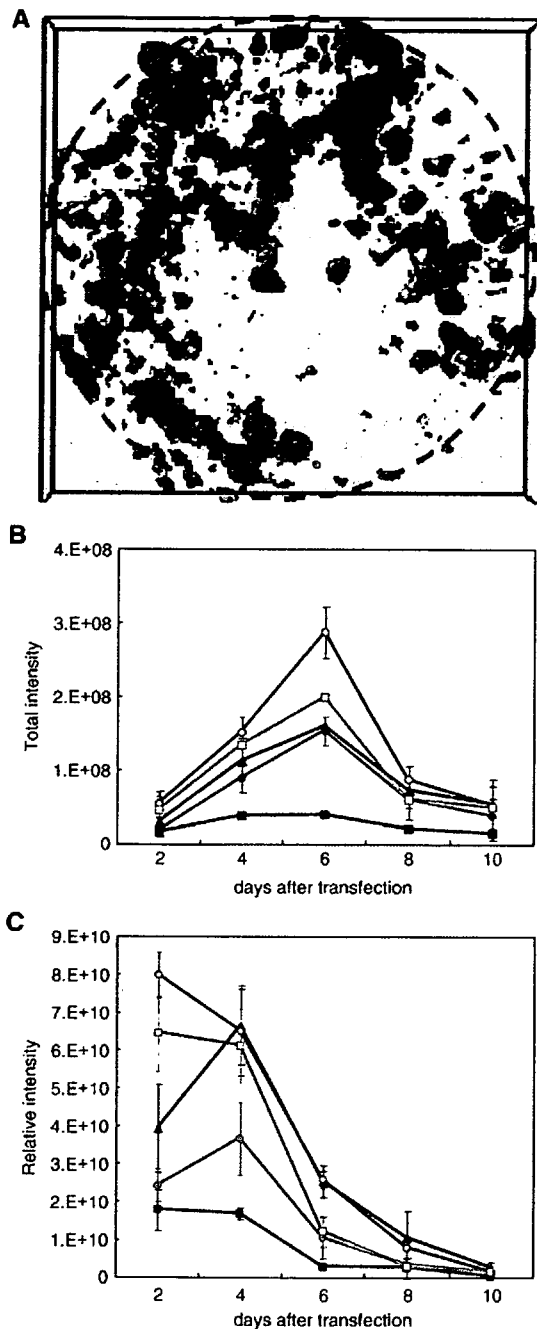 A
B
4.E+08
3.E+08
2.E+08
1.E+08
0
Total intensity
2 4 6 8 10
days after transfection
C
9.E+10
8.E+10
7.E+10
6.E+10
5.E+10
4.E+10
3.E+10
2.E+10
1.E+10
0
Relative intensity
2 4 6 8 10
days after transfection